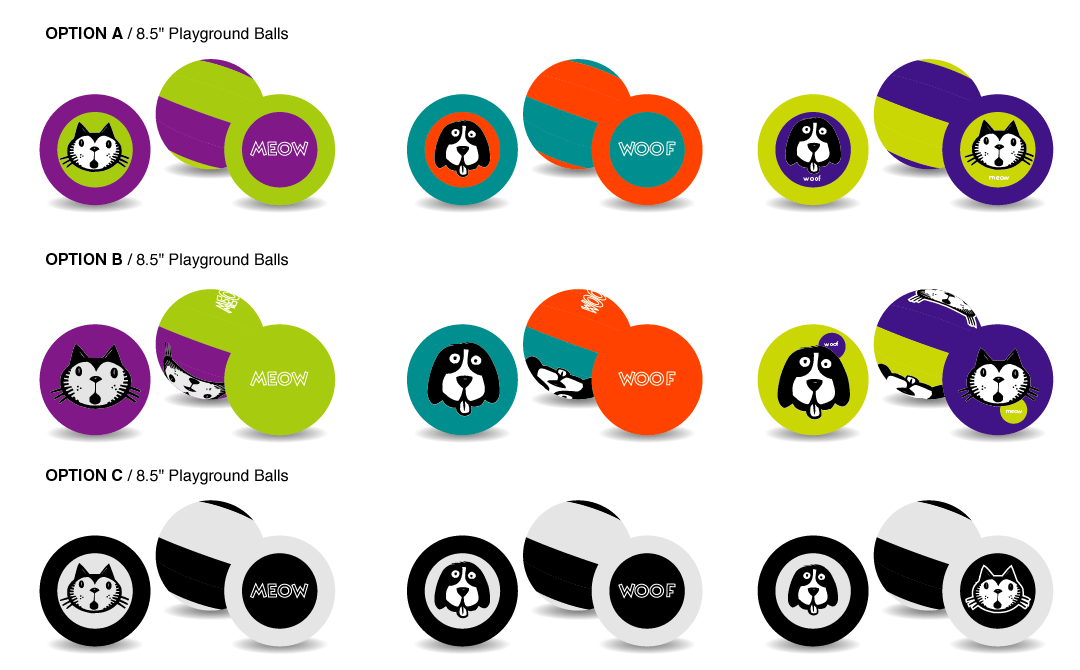 OPTION A / 8.5" Playground Balls
MEOW
WOOF
woof
meow
OPTION B / 8.5" Playground Balls
MEOW
WOOF
woof
meow
MEOW
WOOF
OPTION C / 8.5" Playground Balls
MEOW
WOOF